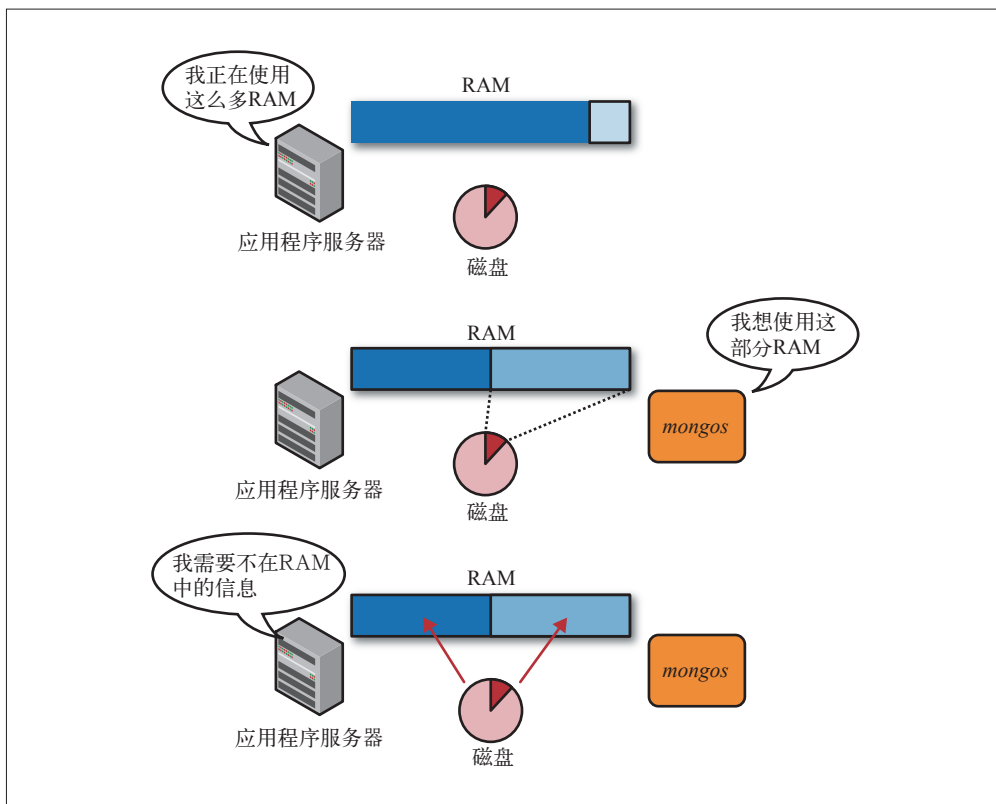 我正在使用
这么多RAM
RAM
应用程序服务器
磁盘
RAM
我想使用这
部分RAM
mongos
应用程序服务器
磁盘
我需要不在RAM
中的信息
RAM
mongos
应用程序服务器
磁盘